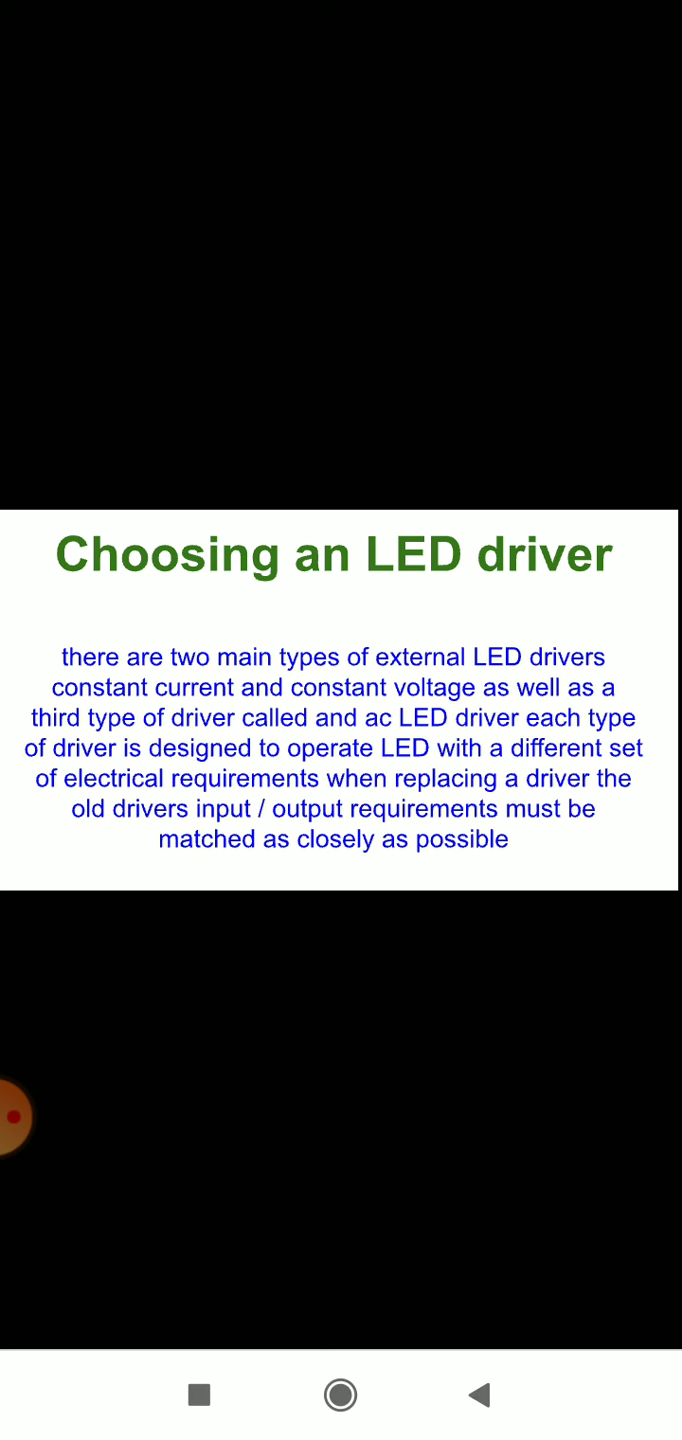 Choosing an LED driver
there are two main types of external LED drivers
constant current and constant voltage as well as a
third type of driver called and ac LED driver each type
of driver is designed to operate LED with a different set
of electrical requirements when replacing a driver the
old drivers input / output requirements must be
matched as closely as possible